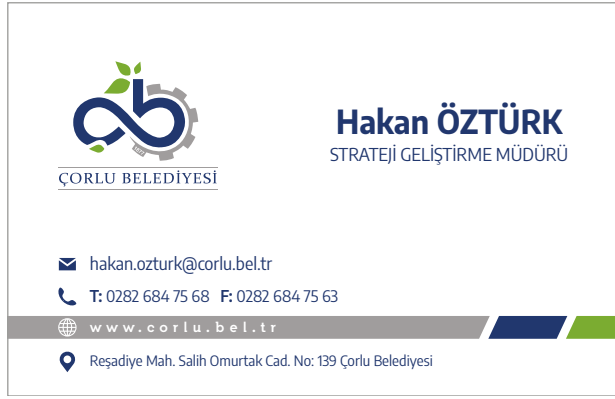 ÇORLU BELEDİYESİ
Hakan ÖZTÜRK
STRATEJİ GELİŞTİRME MÜDÜRÜ
hakan.ozturk@corlu.bel.tr
T: 0282 684 75 68 F: 0282 684 75 63
www.corlu.bel.tr
Reşadiye Mah. Salih Omurtak Cad. No: 139 Çorlu Belediyesi